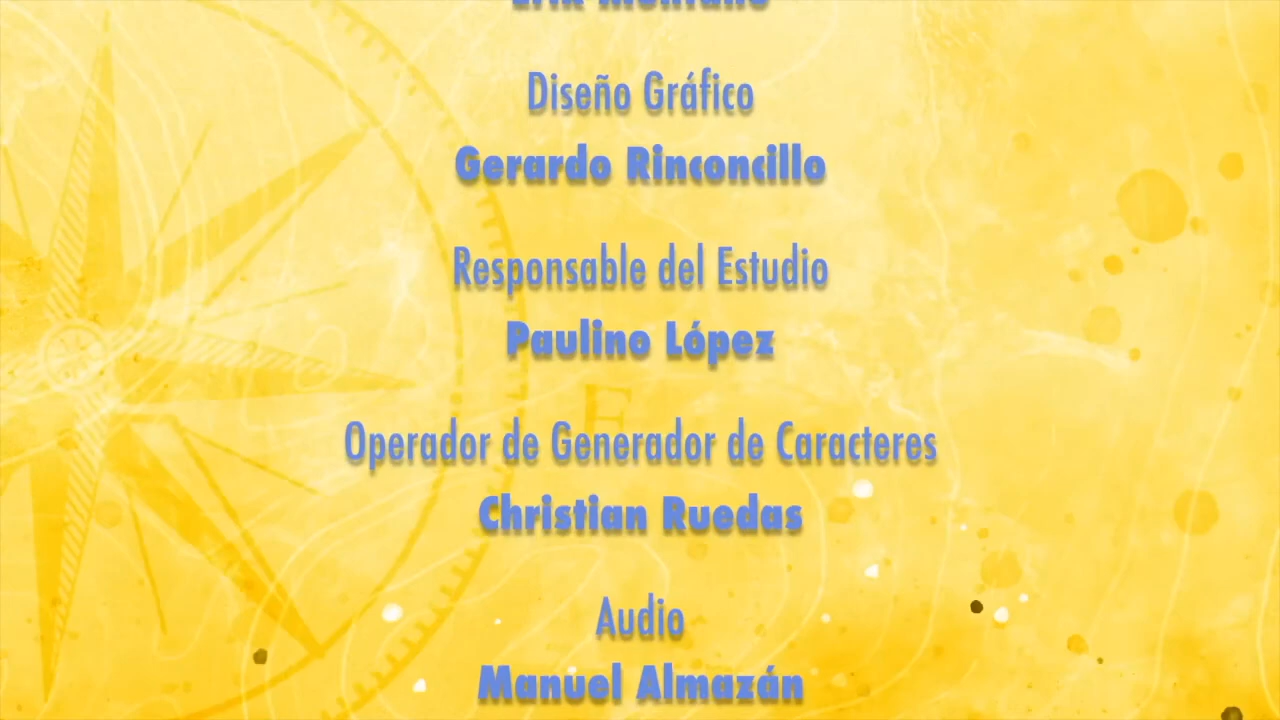 Diseño Gráfico
Gerardo Rinconcillo
Responsable del Estudio
Paulino López
E
Operador de Generador de Caracteres
Christian Ruedas
Audio
Manuel Almazán